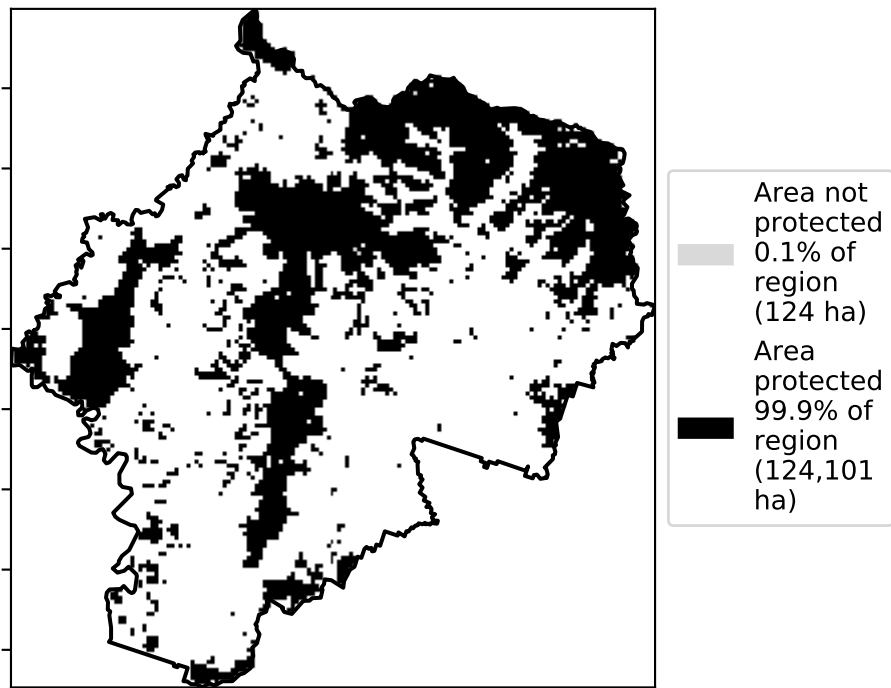 Area not
protected
0.1% of
region
(124 ha)
Area
protected
99.9% of
region
(124,101
ha)